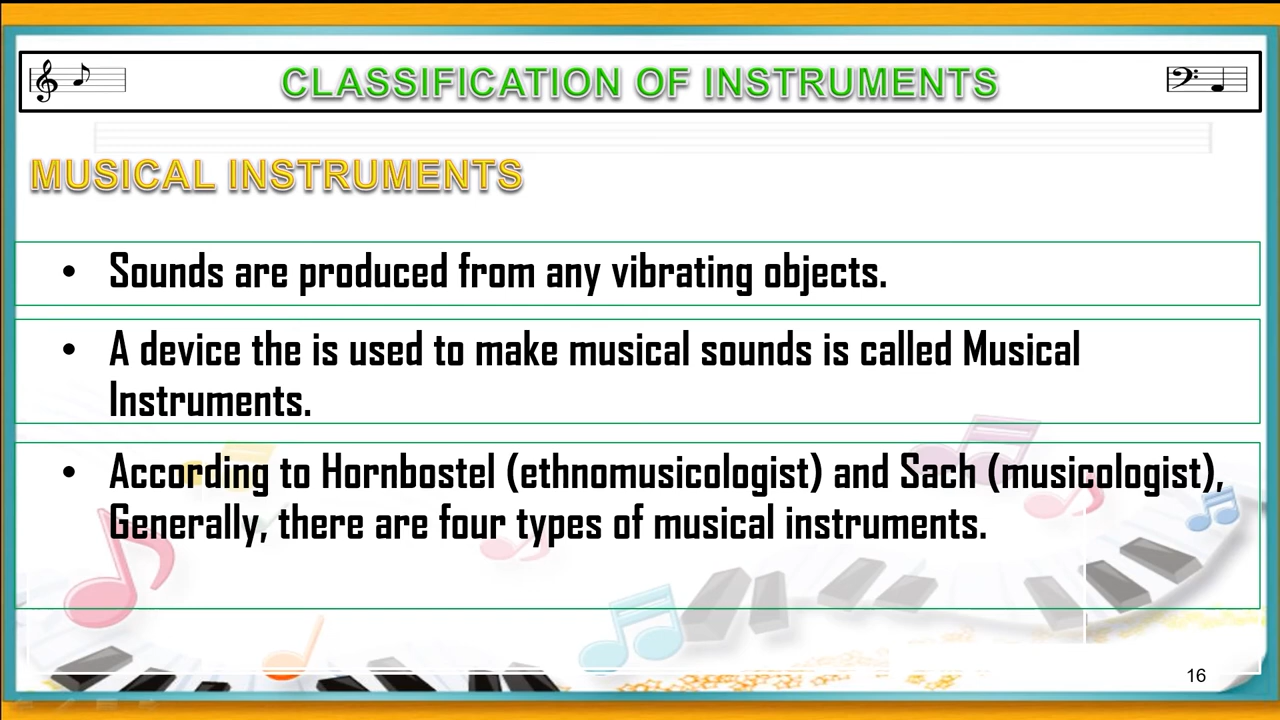 CLASSIFICATION OF INSTRUMENTS
MUSICAL INSTRUMENTS
• Sounds are produced from any vibrating objects.
• A device the is used to make musical sounds is called Musical
Instruments.
• According to Hornbostel (ethnomusicologist) and Sach (musicologist),
Generally, there are four types of musical instruments.
16